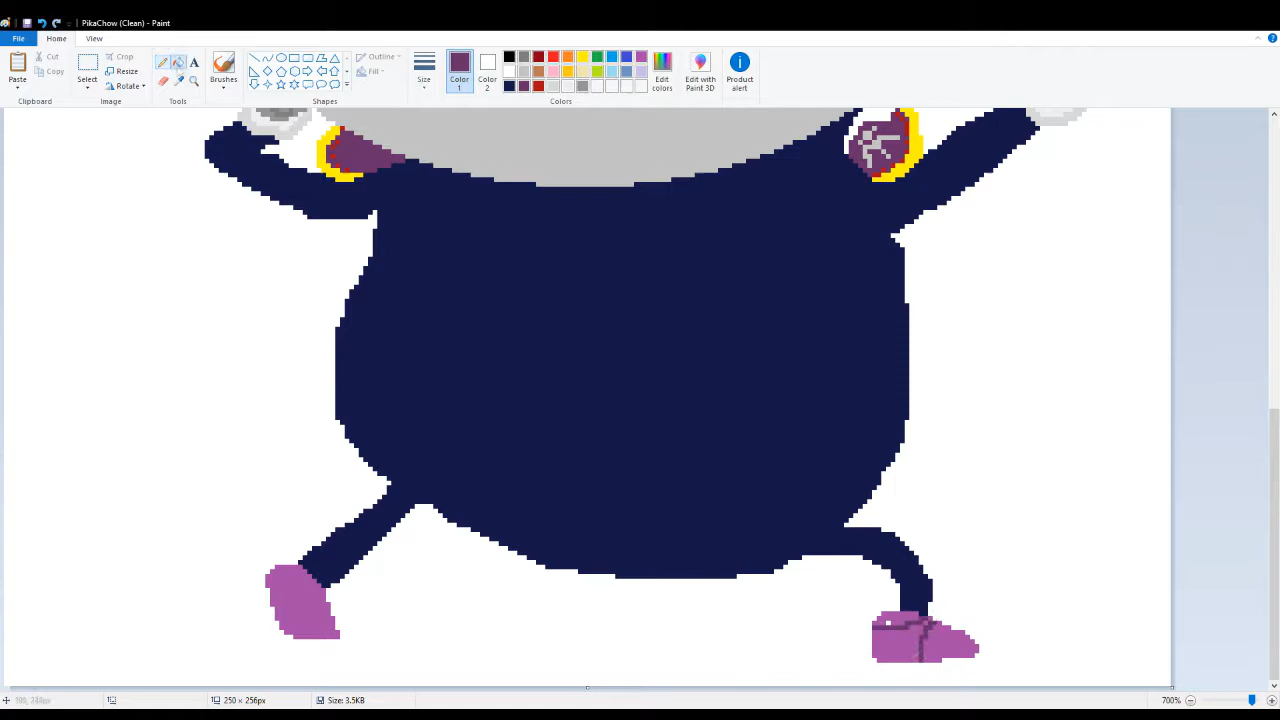 PikaChow (Clean) - Paint
File Home View
Paste
Cut
Copy
Clipboard
Select
Crop
Resize
Rotate
Image
A
Tools
Brushes
Outline
Fill
Shapes
Size
Color 1
Color 2
Edit colors
Colors
Edit with Paint 3D
Product alert
250 × 256px
Size: 3.5KB
700%